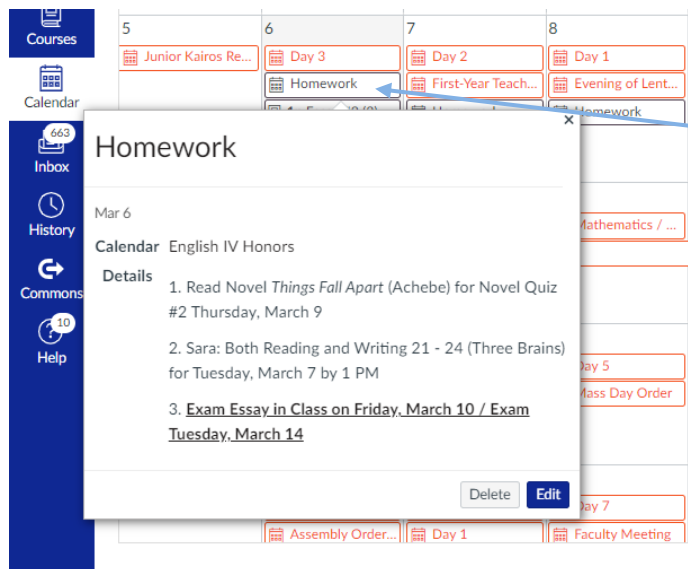 Courses
Calendar
663
Inbox
History
Commons
10
Help
5 6 7 8
Junior Kairos Re... Day 3 Day 2 Day 1
Homework First-Year Teach... Evening of Lent...
Homework
×
Homework
Mar 6
Calendar English IV Honors
Details
1. Read Novel Things Fall Apart (Achebe) for Novel Quiz
#2 Thursday, March 9
2. Sara: Both Reading and Writing 21 - 24 (Three Brains)
for Tuesday, March 7 by 1 PM
3. Exam Essay in Class on Friday, March 10 / Exam
Tuesday, March 14
Delete Edit
Mathematics / ...
Day 5
Mass Day Order
Day 7
Assembly Order... Day 1 Faculty Meeting